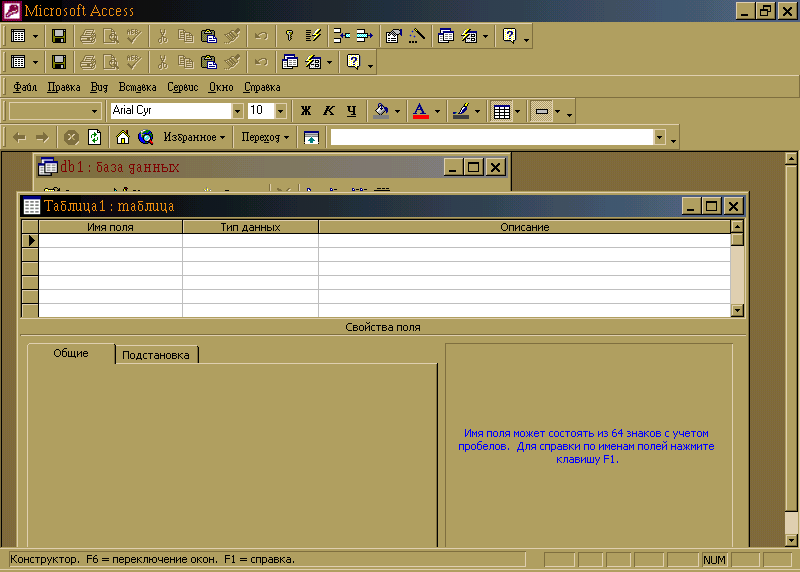 Microsoft Access
Файл Правка Вид Вставка Сервис Окно Справка
Arial Cyr 10 Ж К Ч
Избранное Переход
db1 : база данных
Таблица1 : таблица
Имя поля Тип данных Описание
Свойства поля
Общие Подстановка
Имя поля может состоять из 64 знаков с учетом
пробелов. Для справки по именам полей нажмите
клавишу F1.
Конструктор. F6 = переключение окон. F1 = справка. NUM